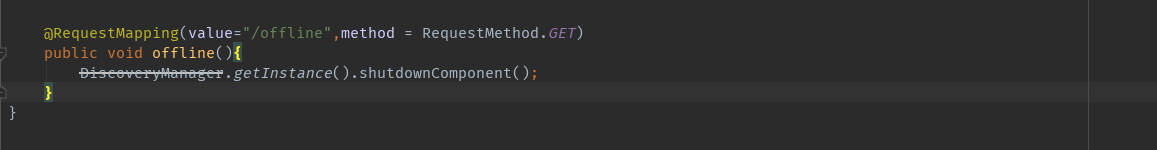 @RequestMapping(value="/offline",method = RequestMethod.GET)
public void offline(){
DiscoveryManager.getInstance().shutdownComponent();
}
}